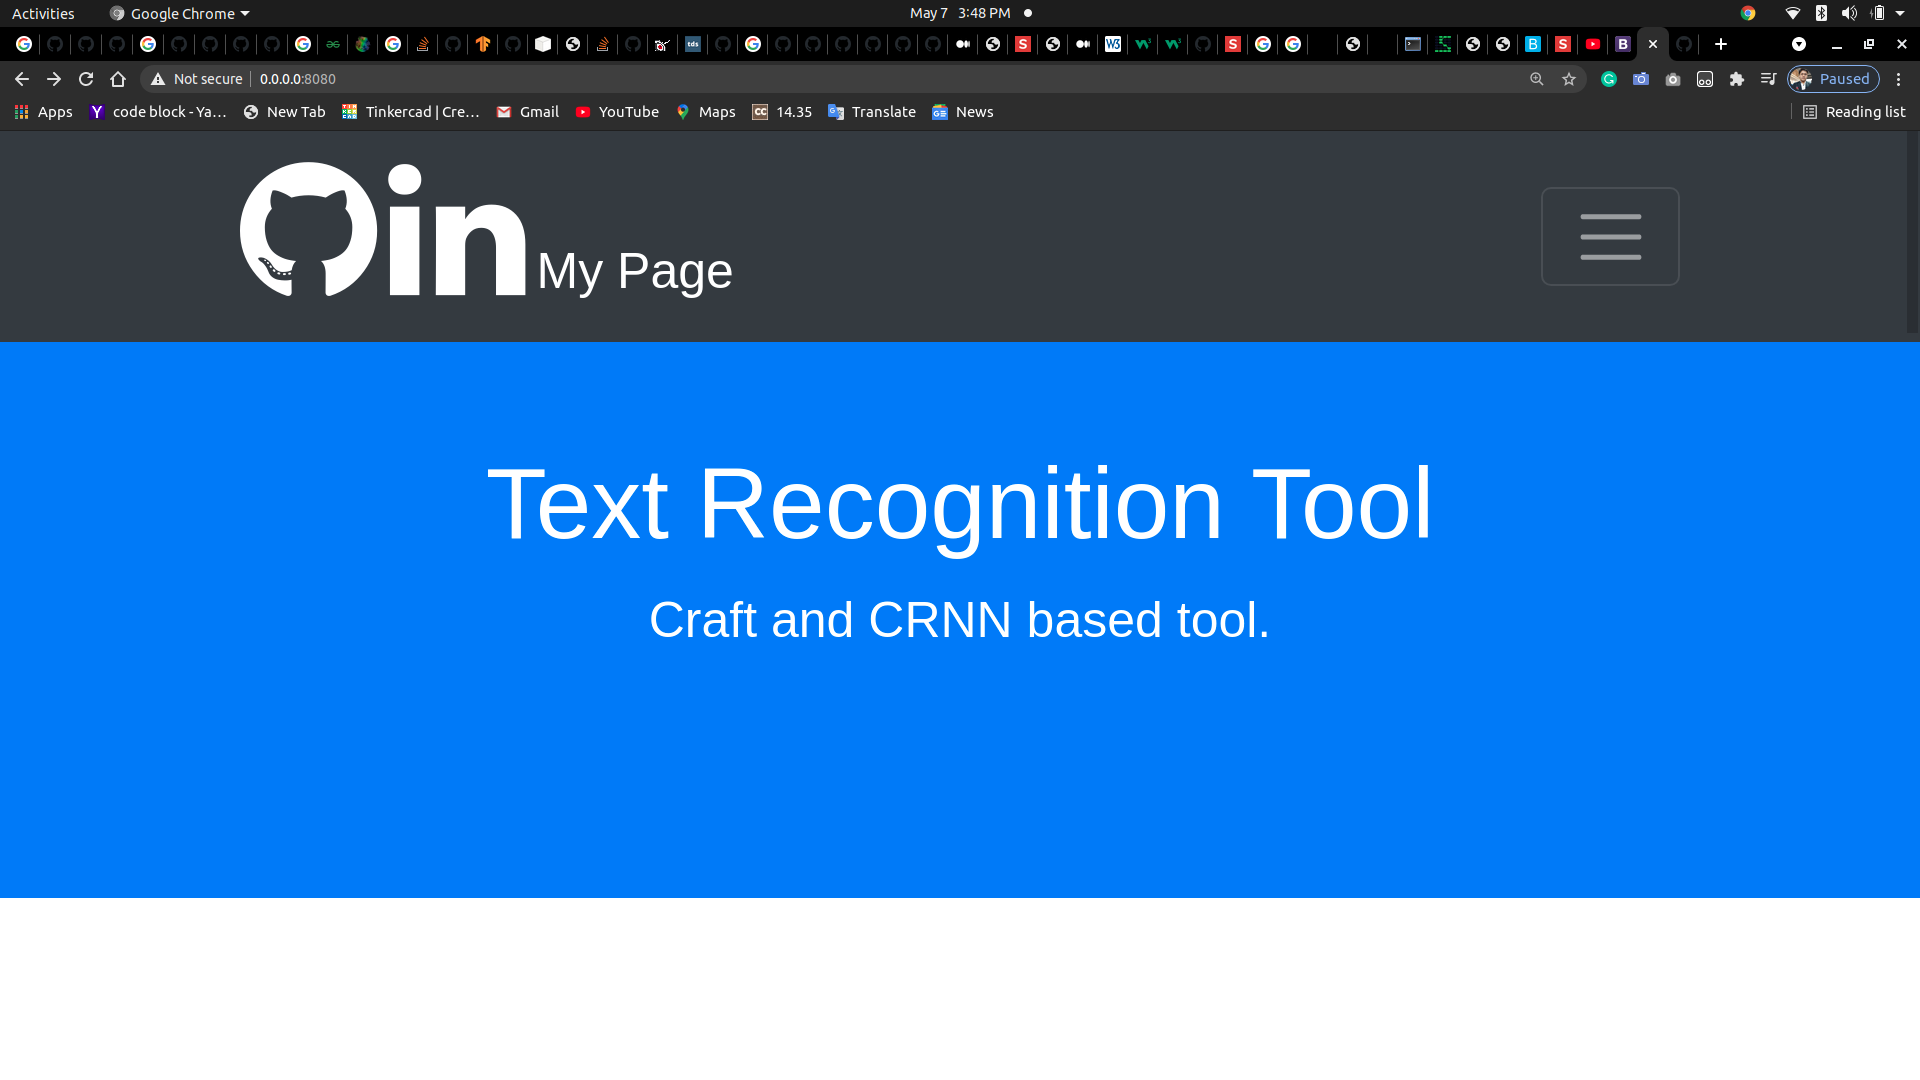 Activities
Google Chrome
May 7 3:48 PM
Not secure
0.0.0.0:8080
Paused
Apps
code block - Ya...
New Tab
Tinkercad | Cre...
Gmail
YouTube
Maps
CC 14.35
Translate
News
Reading list
in My Page
Text Recognition Tool
Craft and CRNN based tool.